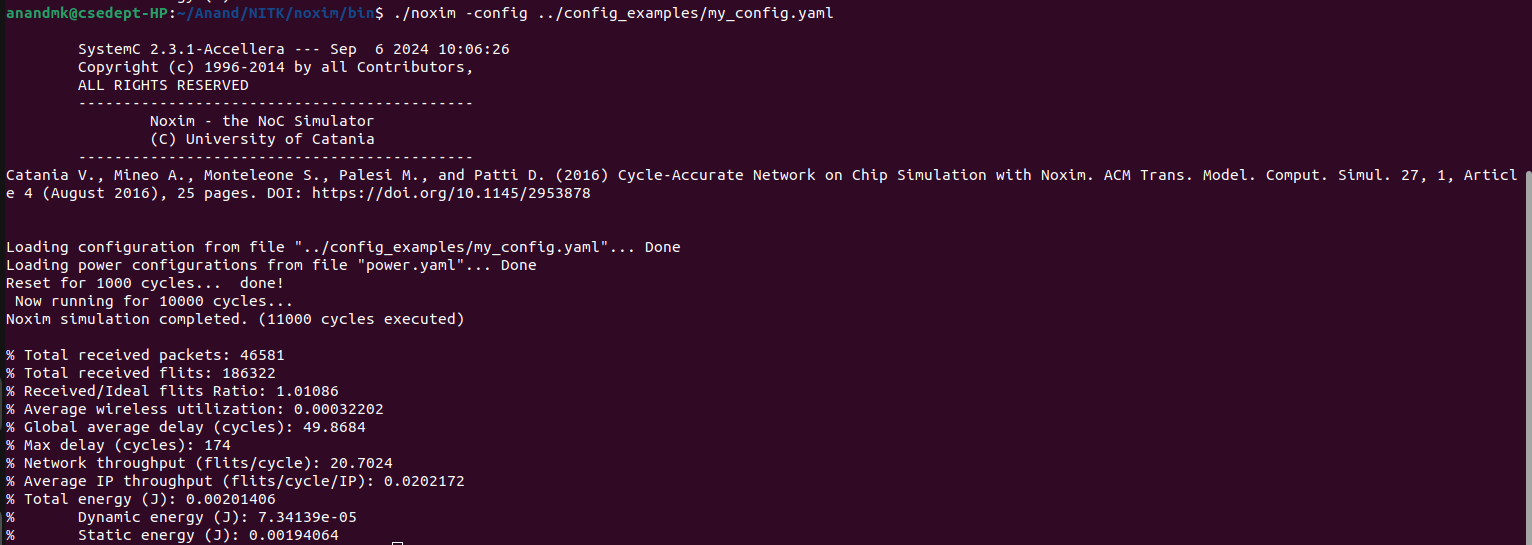 anandmk@csedept-HP:~/Anand/NITK/noxim/bin$ ./noxim -config ../config_examples/my_config.yaml
SystemC 2.3.1-Accellera --- Sep  6 2024 10:06:26
Copyright (c) 1996-2014 by all Contributors,
ALL RIGHTS RESERVED
--------------------------------------------
Noxim - the NoC Simulator
(C) University of Catania
--------------------------------------------
Catania V., Mineo A., Monteleone S., Palesi M., and Patti D. (2016) Cycle-Accurate Network on Chip Simulation with Noxim. ACM Trans. Model. Comput. Simul. 27, 1, Articl
e 4 (August 2016), 25 pages. DOI: https://doi.org/10.1145/2953878
Loading configuration from file "../config_examples/my_config.yaml"... Done
Loading power configurations from file "power.yaml"... Done
Reset for 1000 cycles...  done!
Now running for 10000 cycles...
Noxim simulation completed. (11000 cycles executed)
% Total received packets: 46581
% Total received flits: 186322
% Received/Ideal flits Ratio: 1.01086
% Average wireless utilization: 0.00032202
% Global average delay (cycles): 49.8684
% Max delay (cycles): 174
% Network throughput (flits/cycle): 20.7024
% Average IP throughput (flits/cycle/IP): 0.0202172
% Total energy (J): 0.00201406
%       Dynamic energy (J): 7.34139e-05
%       Static energy (J): 0.00194064